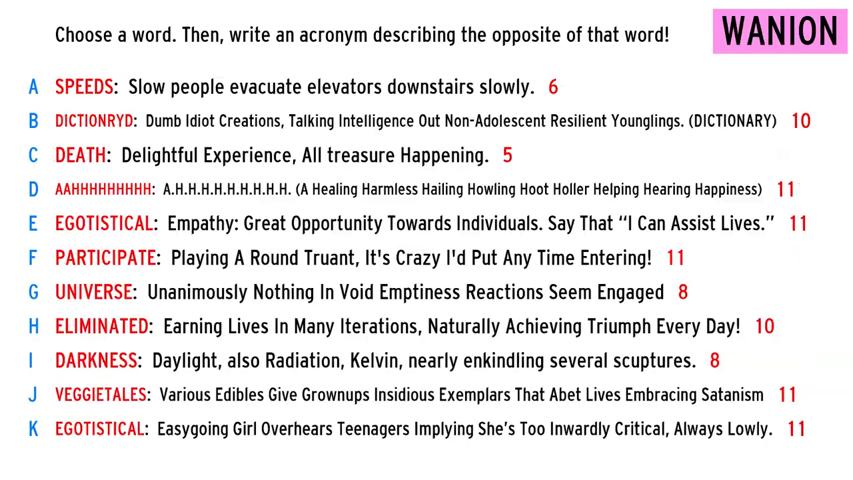 Choose a word. Then, write an acronym describing the opposite of that word!
WANION
A SPEEDS: Slow people evacuate elevators downstairs slowly. 6
B DICTIONRYD: Dumb Idiot Creations, Talking Intelligence Out Non-Adolescent Resilient Younglings. (DICTIONARY) 10
C DEATH: Delightful Experience, All treasure Happening. 5
D AAHHHHHHHHH: A.H.H.H.H.H.H.H.H.H. (A Healing Harmless Hailing Howling Hoot Holler Helping Hearing Happiness) 11
E EGOTISTICAL: Empathy: Great Opportunity Towards Individuals. Say That “I Can Assist Lives.” 11
F PARTICIPATE: Playing A Round Truant, It's Crazy I'd Put Any Time Entering! 11
G UNIVERSE: Unanimously Nothing In Void Emptiness Reactions Seem Engaged 8
H ELIMINATED: Earning Lives In Many Iterations, Naturally Achieving Triumph Every Day! 10
I DARKNESS: Daylight, also Radiation, Kelvin, nearly enkindling several scuptures. 8
J VEGGIETALES: Various Edibles Give Grownups Insidious Exemplars That Abet Lives Embracing Satanism 11
K EGOTISTICAL: Easygoing Girl Overhears Teenagers Implying She’s Too Inwardly Critical, Always Lowly. 11